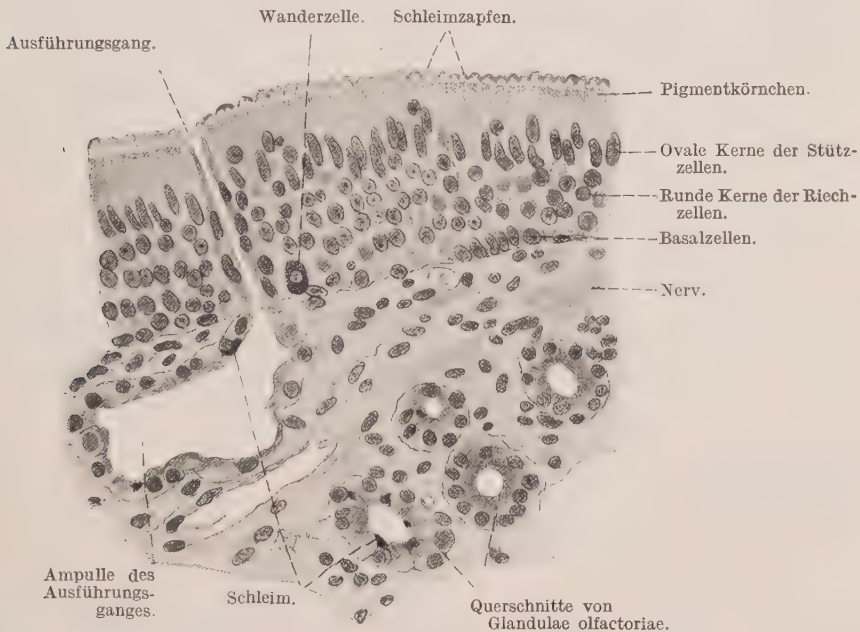 Wanderzelle.
Schleimzapfen.
Ausführungsgang.
Pigmentkörnchen.
Ovale Kerne der Stütz-
zellen.
Runde Kerne der Riech-
zellen.
Basalzellen.
Nerv.
Ampulle des
Ausführungs-
ganges.
Schleim.
Querschnitte von
Glandulae olfactoriae.